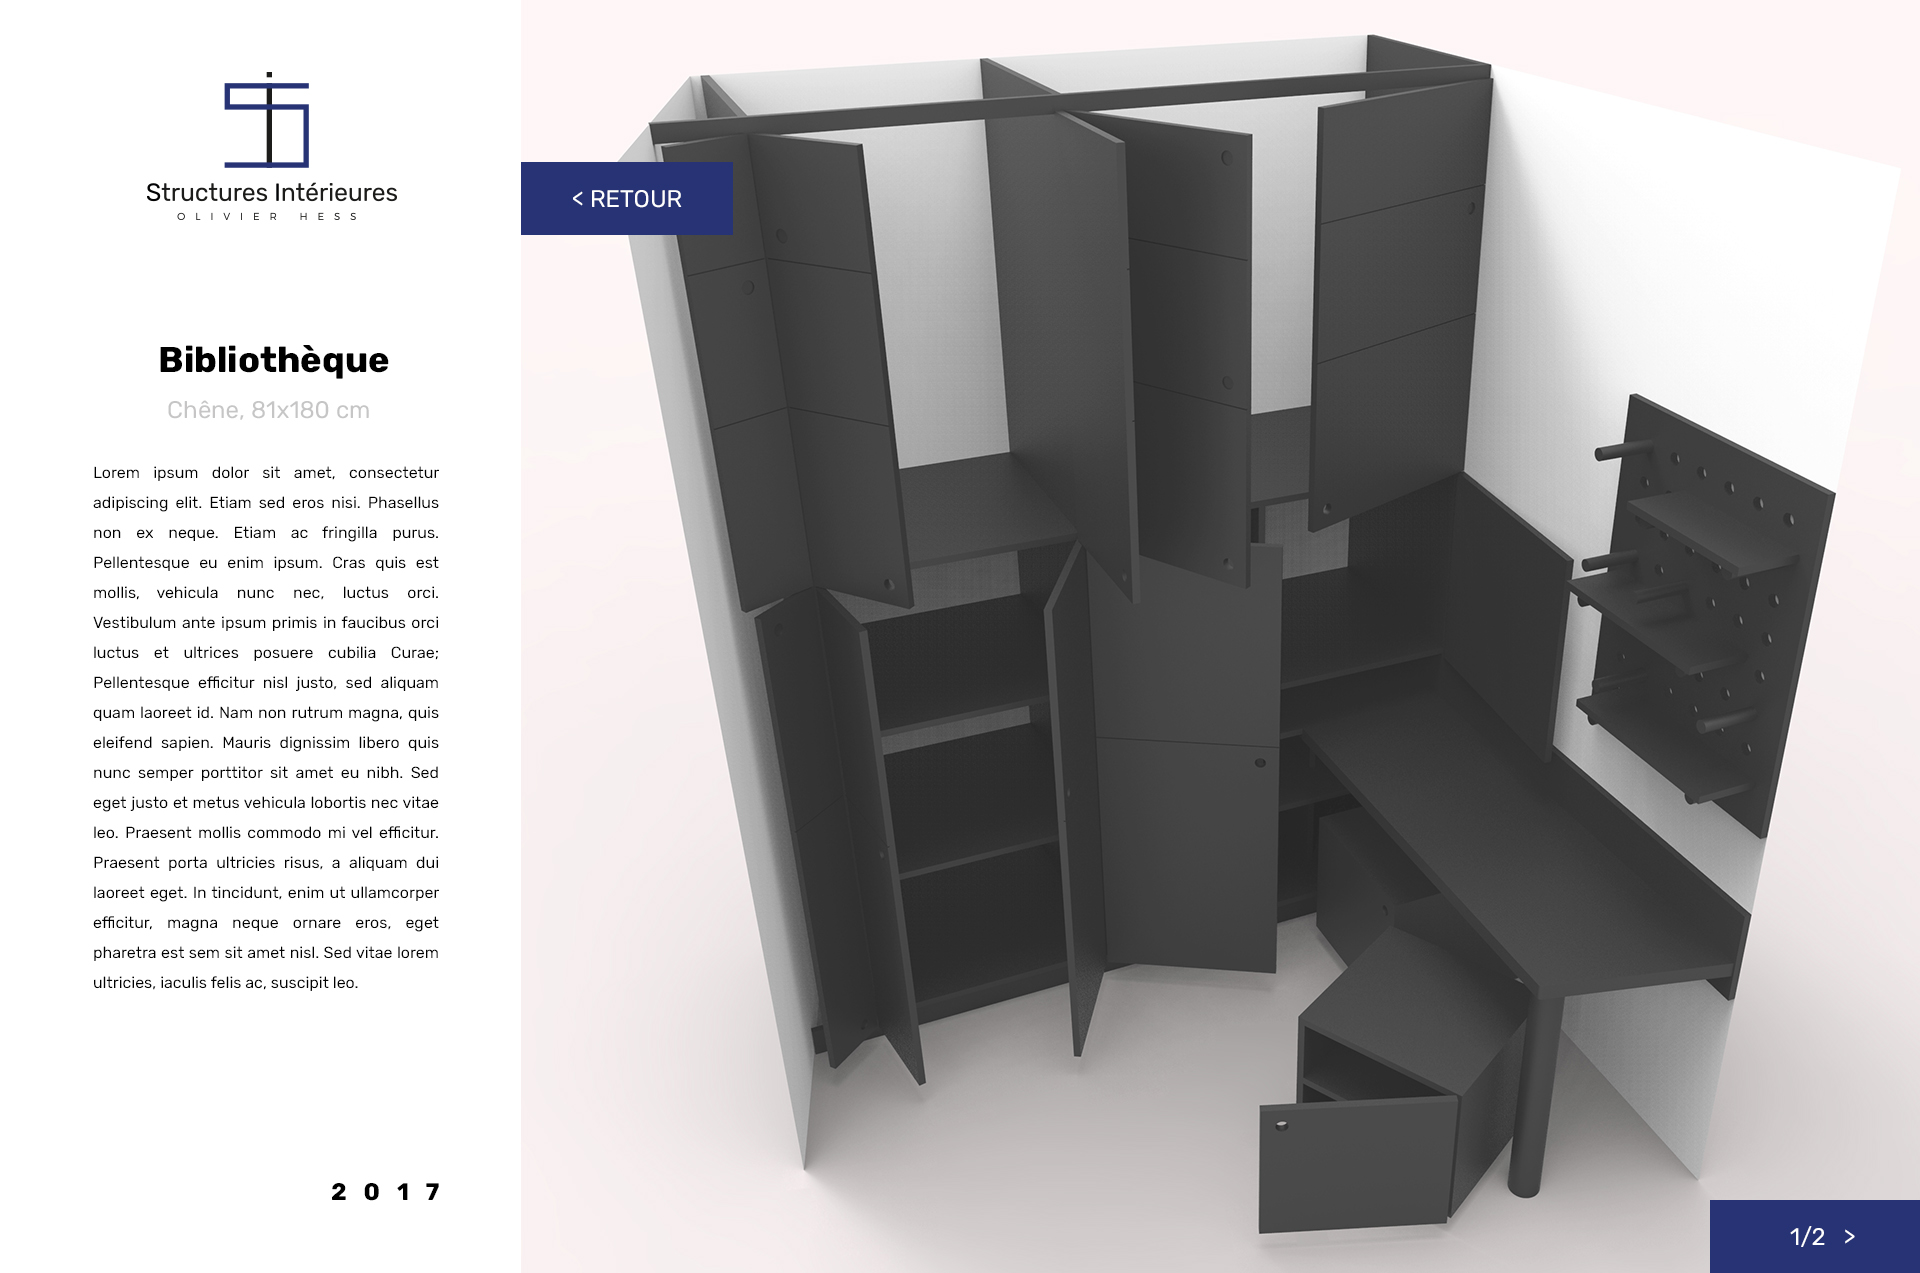 Structures Intérieures
OLIVIER HESS
< RETOUR
Bibliothèque
Chêne, 81x180 cm
Lorem ipsum dolor sit amet, consectetur
adipiscing elit. Etiam sed eros nisi. Phasellus
non ex neque. Etiam ac fringilla purus.
Pellentesque eu enim ipsum. Cras quis est
mollis, vehicula nunc nec, luctus orci.
Vestibulum ante ipsum primis in faucibus orci
luctus et ultrices posuere cubilia Curae;
Pellentesque efficitur nisl justo, sed aliquam
quam laoreet id. Nam non rutrum magna, quis
eleifend sapien. Mauris dignissim libero quis
nunc semper porttitor sit amet eu nibh. Sed
eget justo et metus vehicula lobortis nec vitae
leo. Praesent mollis commodo mi vel efficitur.
Praesent porta ultricies risus, a aliquam dui
laoreet eget. In tincidunt, enim ut ullamcorper
efficitur, magna neque ornare eros, eget
pharetra est sem sit amet nisl. Sed vitae lorem
ultricies, iaculis felis ac, suscipit leo.
2017
1/2 >